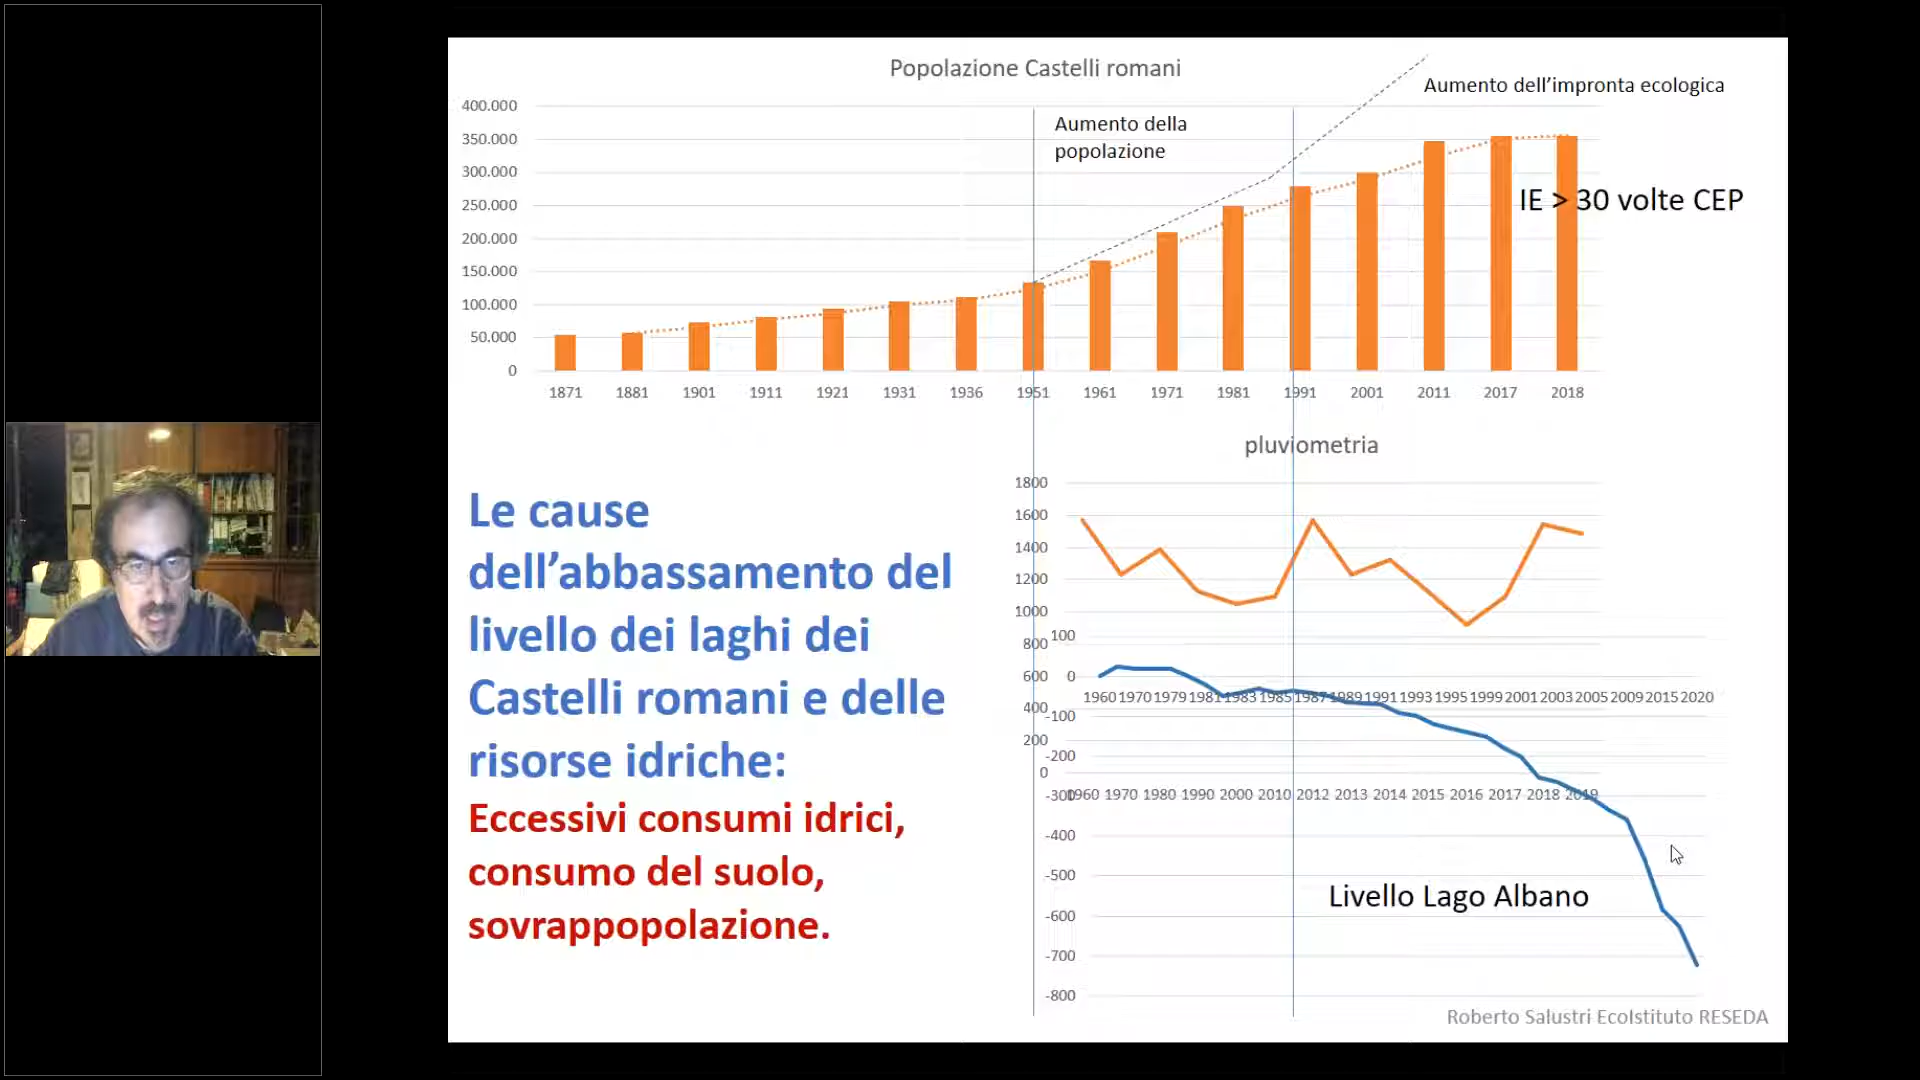 Popolazione Castelli romani
Aumento dell'impronta ecologica
400.000
350.000
300.000
250.000
200.000
150.000
100.000
50.000
0
Aumento della
popolazione
IE > 30 volte CEP
1871 1881 1901 1911 1921 1931 1936 1951 1961 1971 1981 1991 2001 2011 2017 2018
Le cause
dell'abbassamento del
livello dei laghi dei
Castelli romani e delle
risorse idriche:
Eccessivi consumi idrici,
consumo del suolo,
sovrappopolazione.
pluviometria
1800
1600
1400
1200
1000
800
600
400
200
0
1960 1970 1980 1990 2000 2010 2012 2013 2014 2015 2016 2017 2018 2019
100
0
-100
-200
-300
-400
-500
-600
-700
-800
1960 1970 1979 1981 1983 1985 1987 1989 1991 1993 1995 1999 2001 2003 2005 2009 2015 2020
Livello Lago Albano
Roberto Salustri EcoIstituto RESEDA